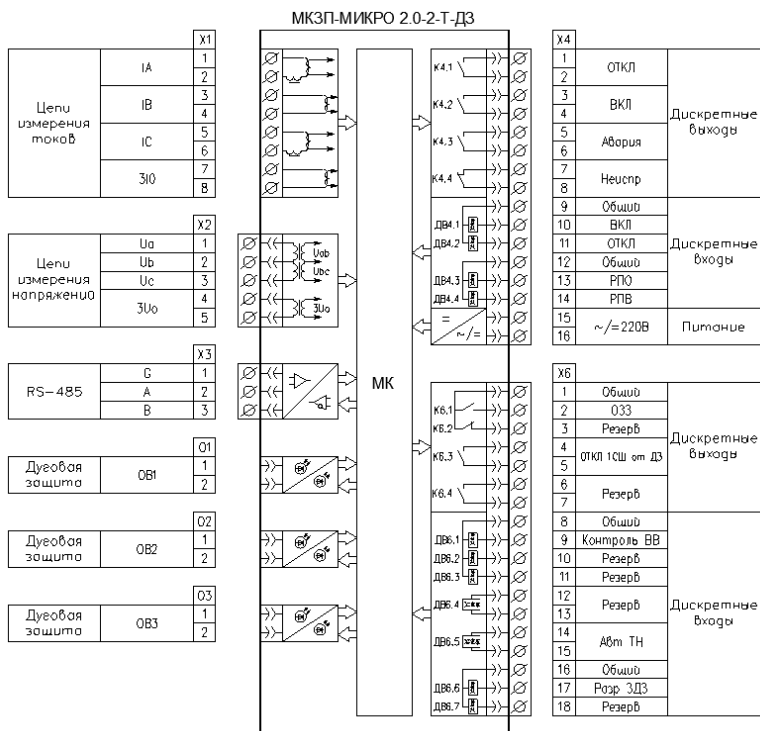 МКЗП-МИКРО 2.0-2-Т-ДЗ
X1
Цепи
измерения
токов
IA
1
2
IB
3
4
IC
5
6
3I0
7
8
X2
Цепи
измерения
напряжения
Ua
1
Ub
2
Uc
3
3Uo
4
5
Uab
Ubc
3Uo
X3
RS-485
G
1
A
2
B
3
O1
Дуговая
защита
ОВ1
1
2
O2
Дуговая
защита
ОВ2
1
2
O3
Дуговая
защита
ОВ3
1
2
МК
K4.1
K4.2
K4.3
K4.4
ДВ4.1
ДВ4.2
ДВ4.3
ДВ4.4
=
~/=
K6.1
K6.2
K6.3
K6.4
ДВ6.1
ДВ6.2
ДВ6.3
ДВ6.4
ДВ6.5
ДВ6.6
ДВ6.7
X4
1
2
ОТКЛ
3
4
ВКЛ
5
6
Авария
7
8
Неиспр
Дискретные
выходы
9
Общий
10
ВКЛ
11
ОТКЛ
12
Общий
13
РПО
14
РПВ
Дискретные
входы
15
16
~/=220В
Питание
X6
1
Общий
2
ОЗЗ
3
Резерв
4
5
ОТКЛ 1СШ от ДЗ
6
7
Резерв
Дискретные
выходы
8
Общий
9
Контроль ВВ
10
Резерв
11
Резерв
12
13
Резерв
14
15
Авт ТН
16
Общий
17
Разр ЗДЗ
18
Резерв
Дискретные
входы